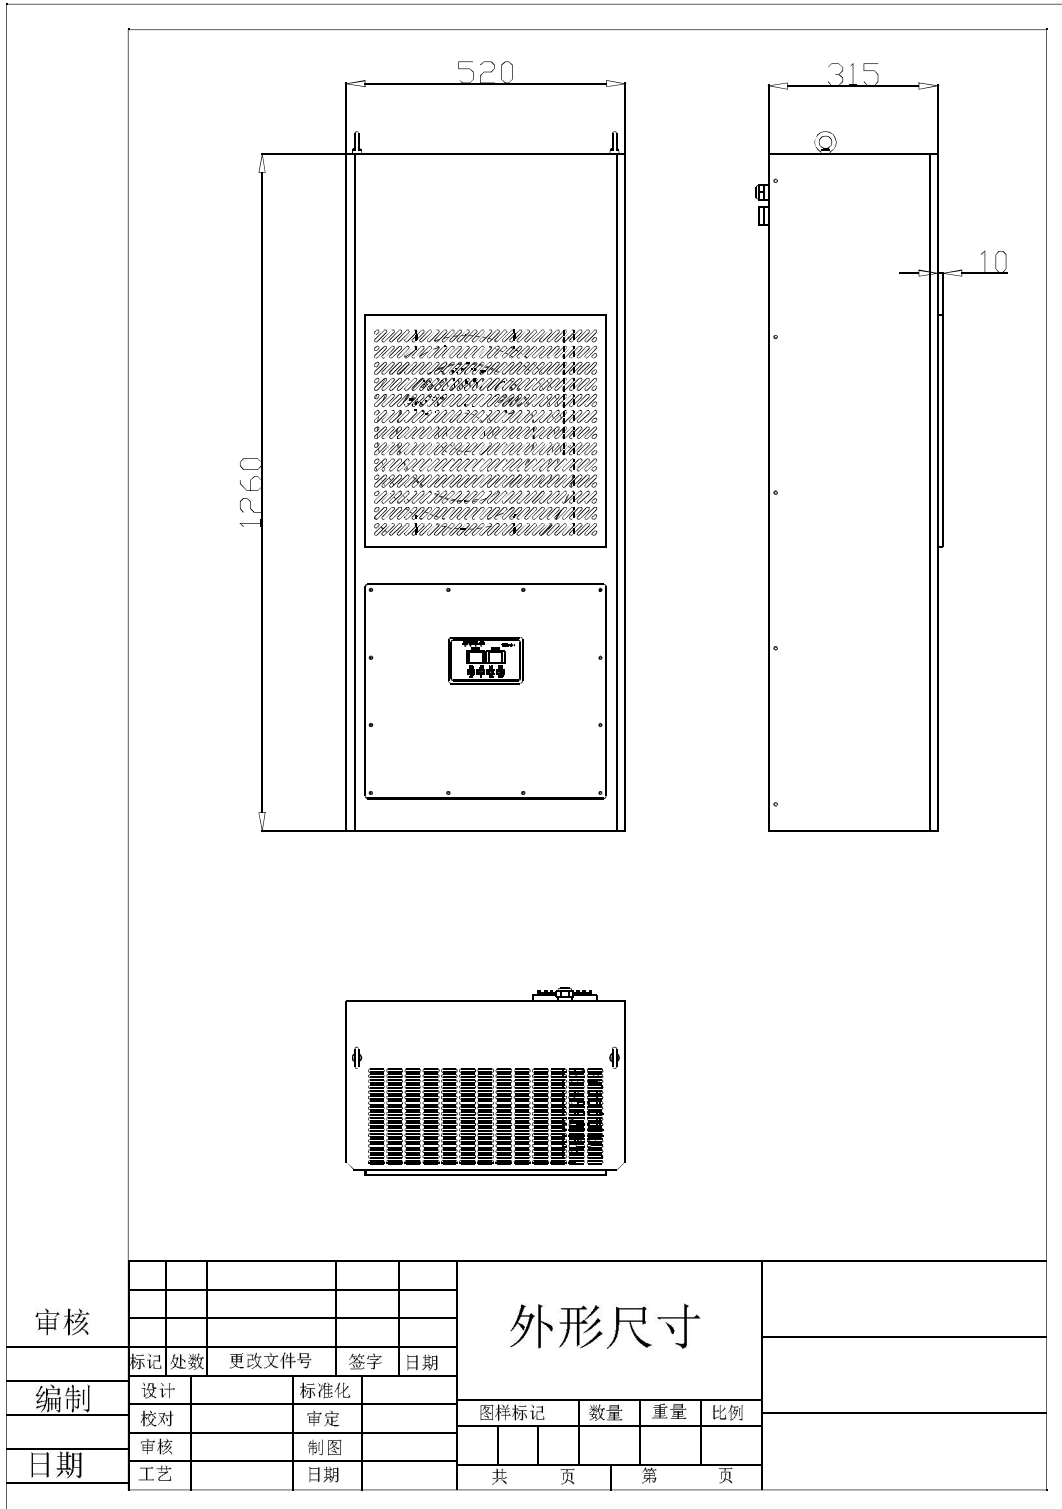 520
315
10
1260
外形尺寸
审核
标记 处数 更改文件号 签字 日期
编制
设计 标准化
图样标记 数量 重量 比例
校对 审定
审核 制图
日期
工艺 日期
共 页 第 页